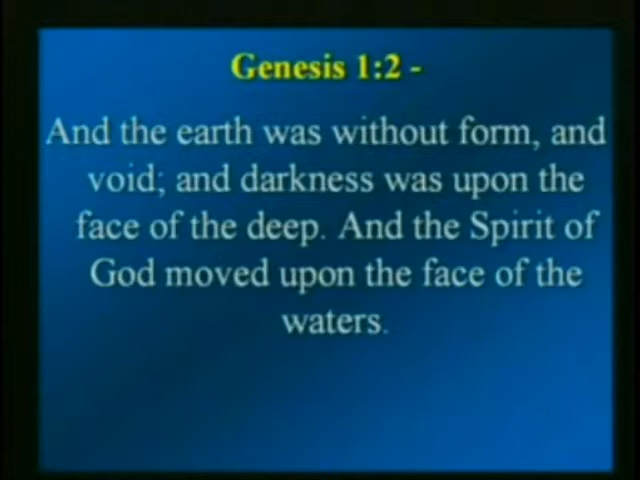 Genesis 1:2 -
And the earth was without form, and
void; and darkness was upon the
face of the deep. And the Spirit of
God moved upon the face of the
waters.